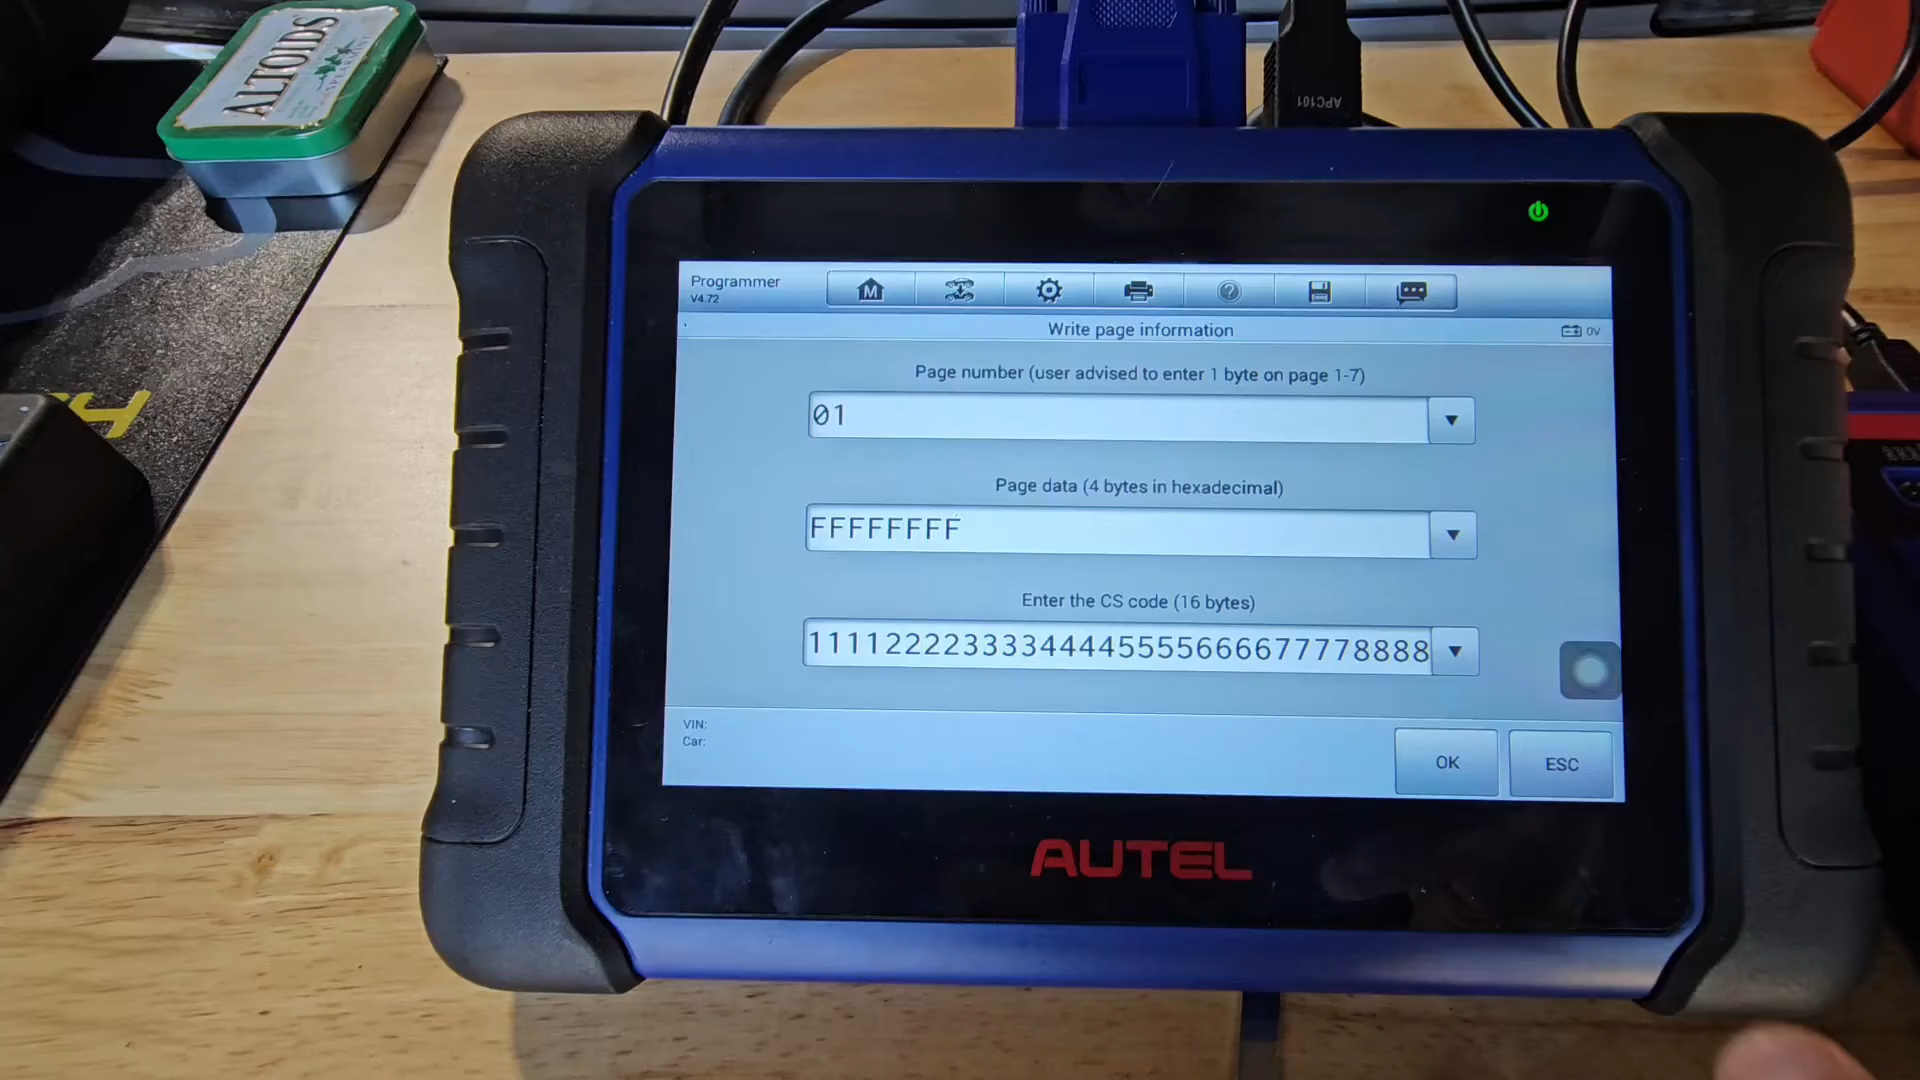 ALTOIDS
SPEARMINT
APC101
Programmer
V4.72
M
?
Write page information
0V
Page number (user advised to enter 1 byte on page 1-7)
01
Page data (4 bytes in hexadecimal)
FFFFFFFF
Enter the CS code (16 bytes)
11112222333344445555666677778888
VIN:
Car:
OK
ESC
AUTEL